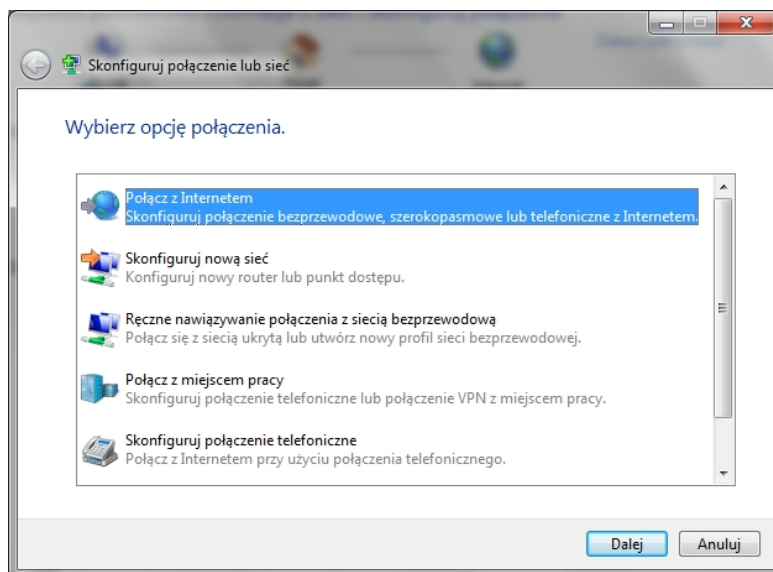 Skonfiguruj połączenie lub sieć
Wybierz opcję połączenia.
Połącz z Internetem
Skonfiguruj połączenie bezprzewodowe, szerokopasmowe lub telefoniczne z Internetem.
Skonfiguruj nową sieć
Konfiguruj nowy router lub punkt dostępu.
Ręczne nawiązywanie połączenia z siecią bezprzewodową
Połącz się z siecią ukrytą lub utwórz nowy profil sieci bezprzewodowej.
Połącz z miejscem pracy
Skonfiguruj połączenie telefoniczne lub połączenie VPN z miejscem pracy.
Skonfiguruj połączenie telefoniczne
Połącz z Internetem przy użyciu połączenia telefonicznego.
Dalej
Anuluj